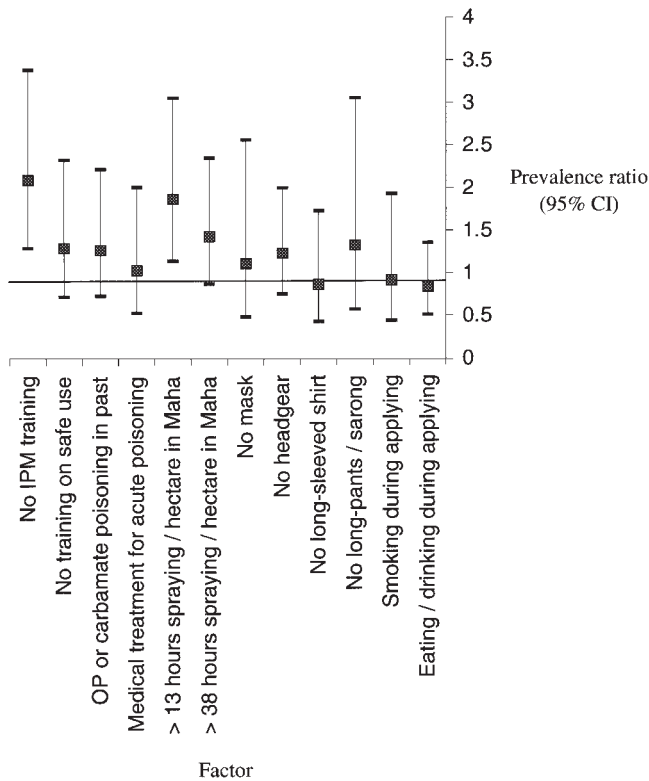 4
3.5
3
2.5
2
1.5
1
0.5
0
Prevalence ratio
(95% CI)
No IPM training
No training on safe use
OP or carbamate poisoning in past
Medical treatment for acute poisoning
> 13 hours spraying / hectare in Maha
> 38 hours spraying / hectare in Maha
No mask
No headgear
No long-sleeved shirt
No long-pants / sarong
Smoking during applying
Eating / drinking during applying
Factor